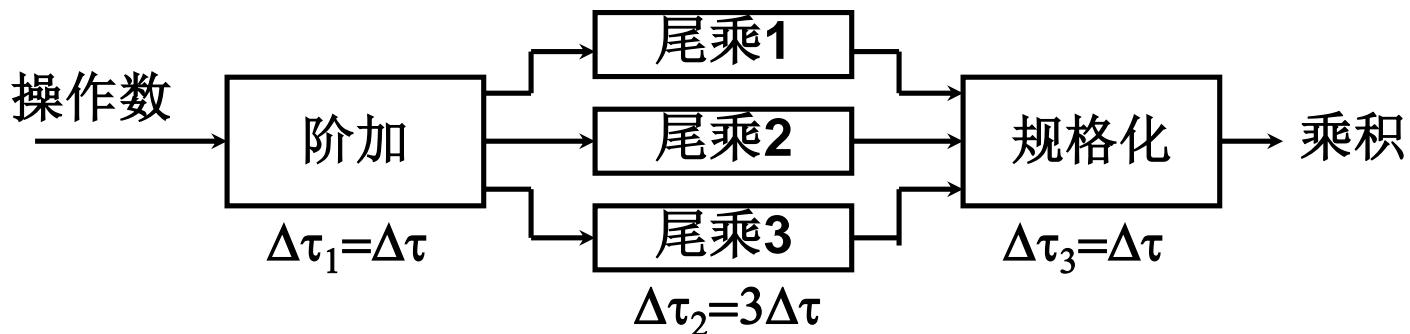 尾乘1
操作数
阶加
尾乘2
规格化
乘积
尾乘3
Δτ₁=Δτ
Δτ₃=Δτ
Δτ₂=3Δτ